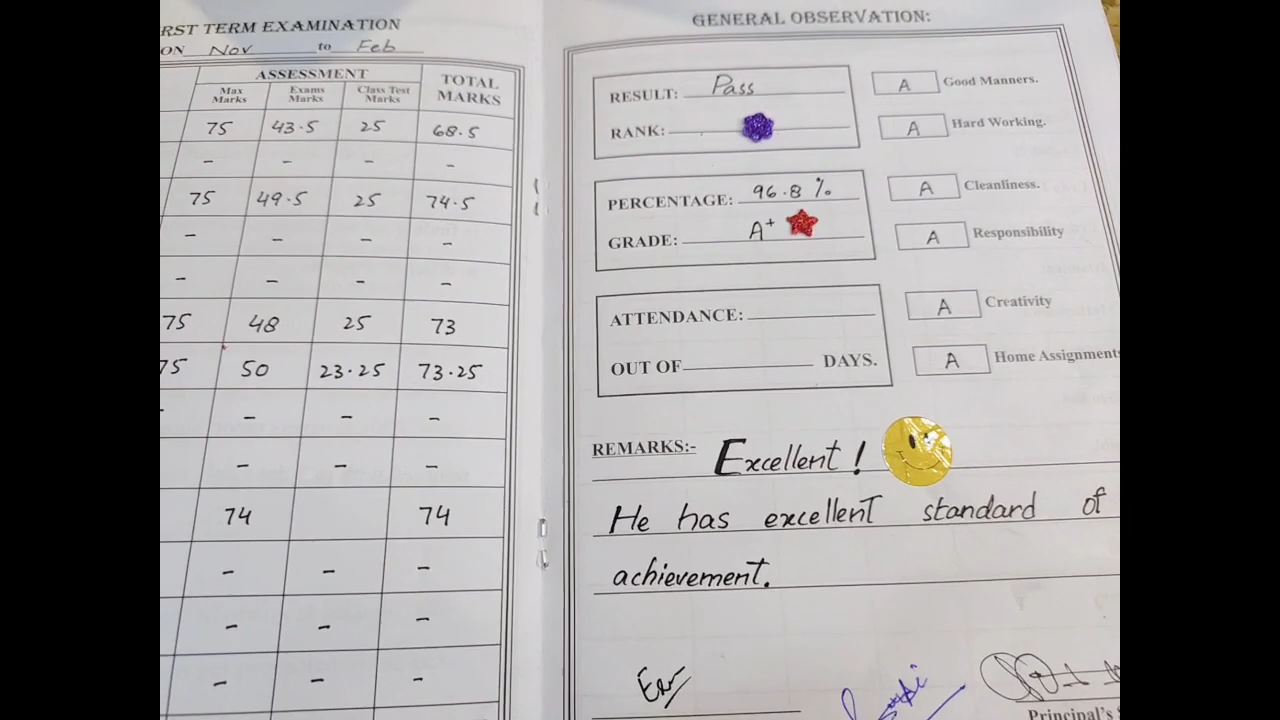 RST TERM EXAMINATION
ON Nov to Feb
ASSESSMENT TOTAL MARKS
Max Marks Exams Marks Class Test Marks
75 43.5 25 68.5
- - - -
75 49.5 25 74.5
- - - -
- - - -
75 48 25 73
75 50 23.25 73.25
- - - -
- - - -
74 74
- - - -
- - - -
- - -
GENERAL OBSERVATION:
RESULT: Pass
RANK:
PERCENTAGE: 96.8 %
GRADE: A+
ATTENDANCE:
OUT OF DAYS.
A Good Manners.
A Hard Working.
A Cleanliness.
A Responsibility
A Creativity
A Home Assignment
REMARKS:- Excellent!
He has excellent standard of
achievement.
Principal's